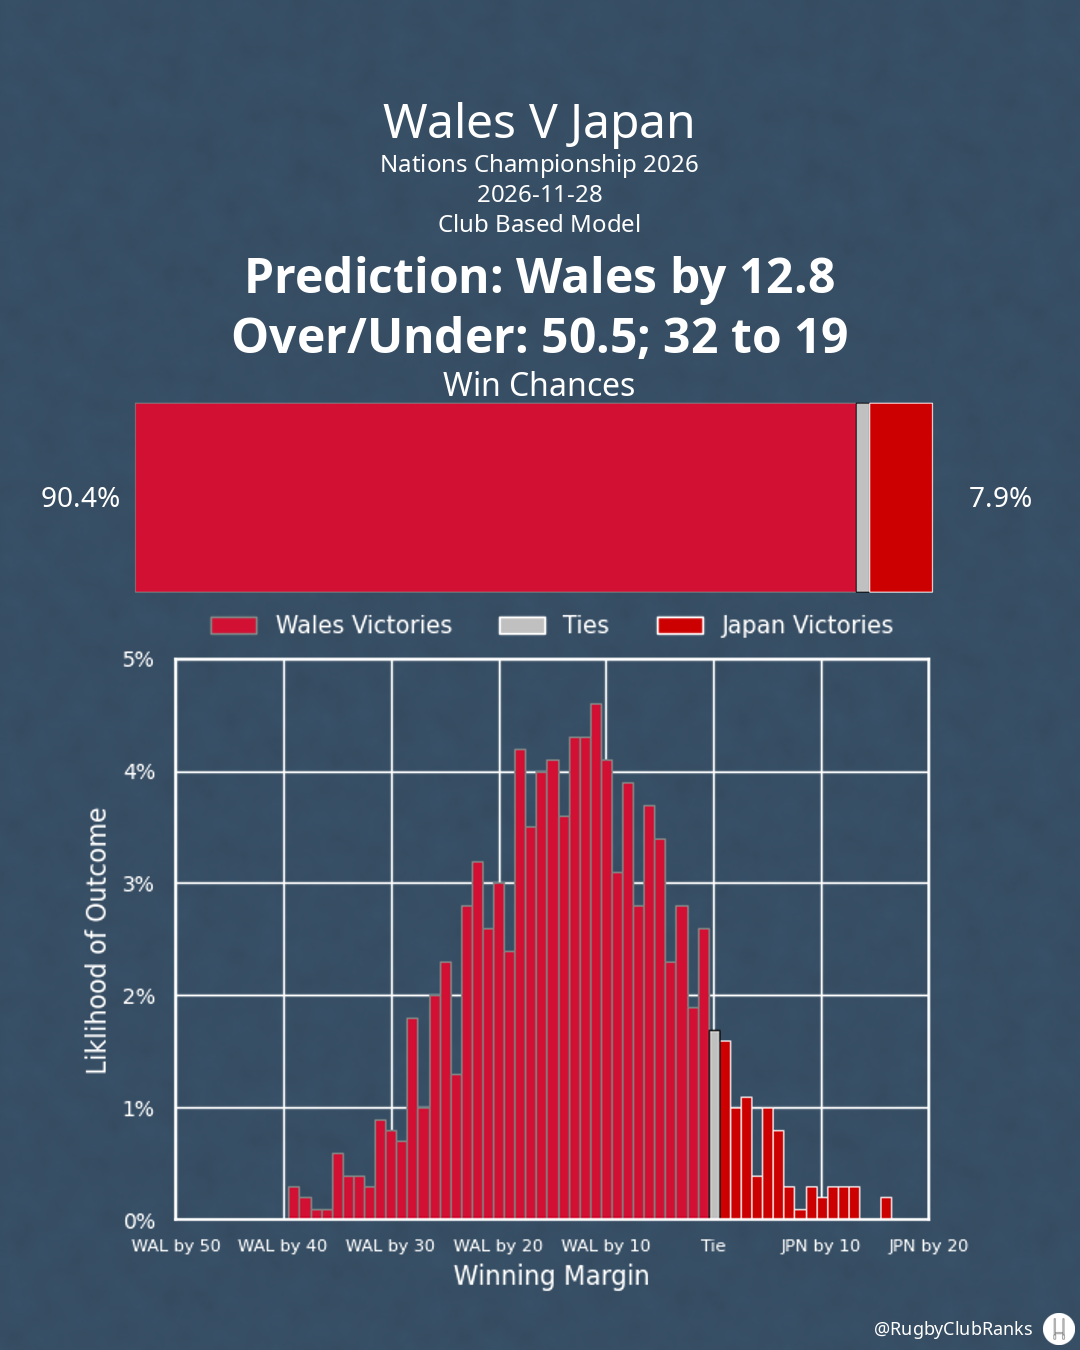 Wales V Japan
Nations Championship 2026
2026-11-28
Club Based Model
Prediction: Wales by 12.8
Over/Under: 50.5; 32 to 19
Win Chances
90.4%
7.9%
Wales Victories
Ties
Japan Victories
5%
4%
3%
2%
1%
0%
Liklihood of Outcome
WAL by 50
WAL by 40
WAL by 30
WAL by 20
WAL by 10
Tie
JPN by 10
JPN by 20
Winning Margin
@RugbyClubRanks